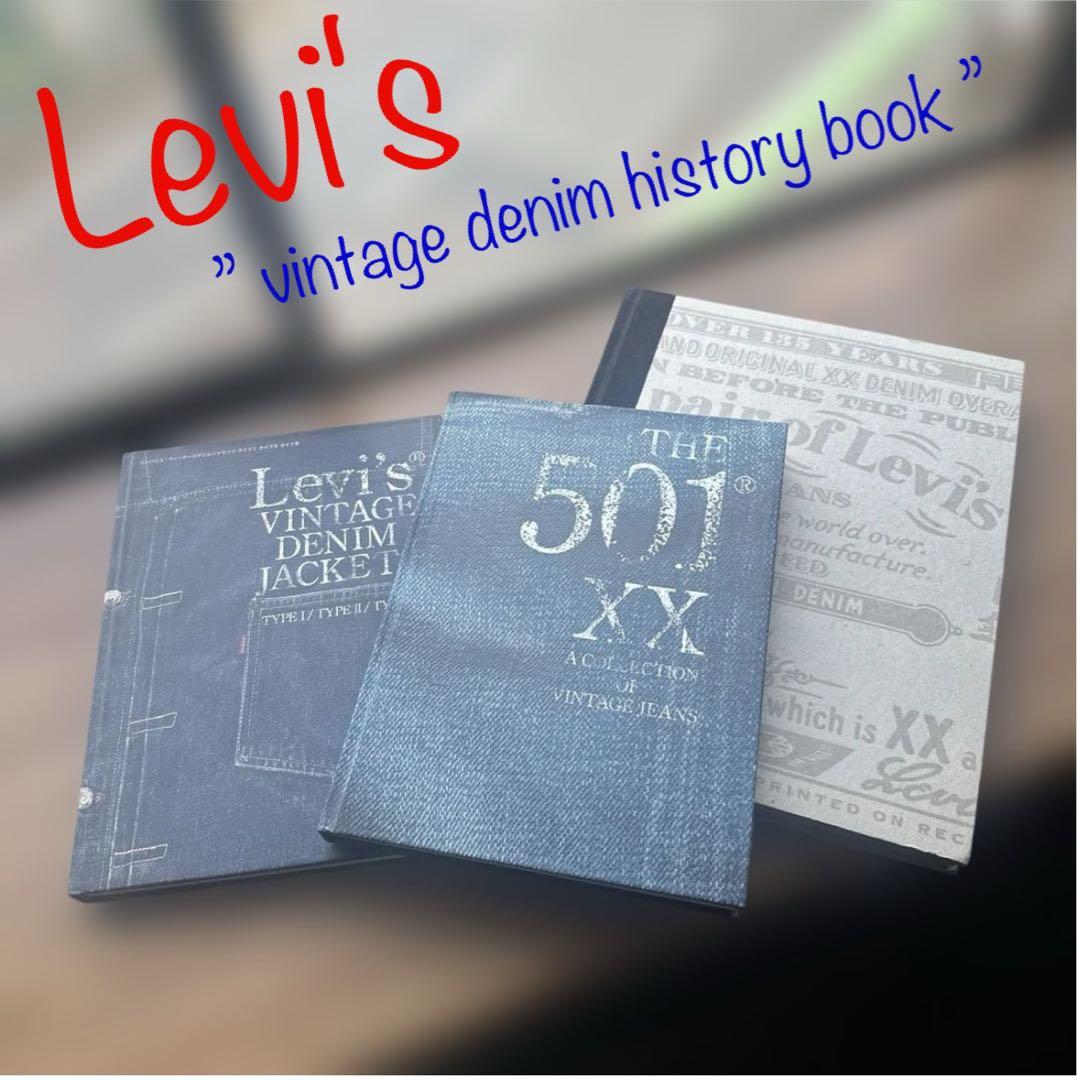 Levi's
" vintage denim history book "
Levi's®
VINTAGE
DENIM
JACKET
TYPE I / TYPE II / TY
THE
501®
XX
A COLLECTION
OF
VINTAGE JEANS
OVER 135 YEARS
AND ORIGINAL XX DENIM OVERA
N BEFORE THE PUBL
pair of Levi's
ANS
e world over.
manufacture.
EED
DENIM
which is XX a
Levi
PRINTED ON REC